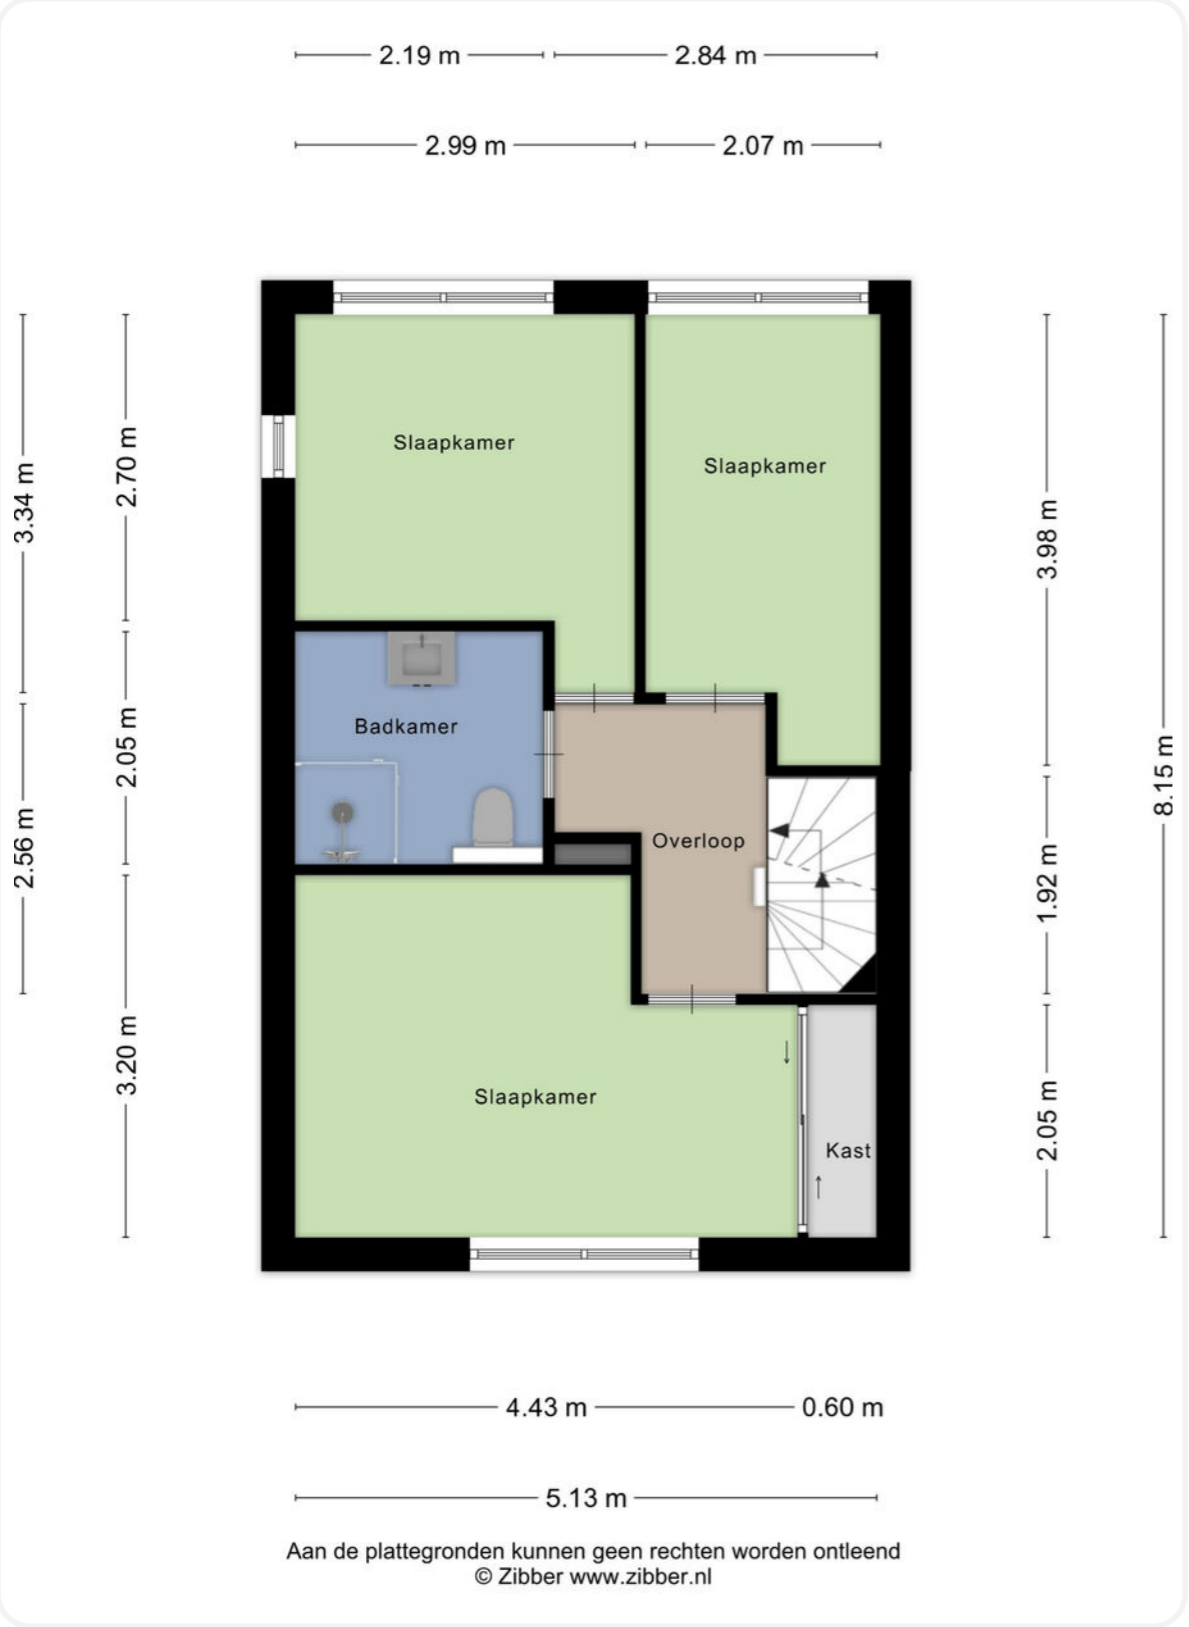 2.19 m
2.84 m
2.99 m
2.07 m
3.34 m
2.70 m
Slaapkamer
Slaapkamer
3.98 m
2.05 m
Badkamer
8.15 m
2.56 m
Overloop
1.92 m
3.20 m
Slaapkamer
Kast
2.05 m
4.43 m
0.60 m
5.13 m
Aan de plattegronden kunnen geen rechten worden ontleend
© Zibber www.zibber.nl